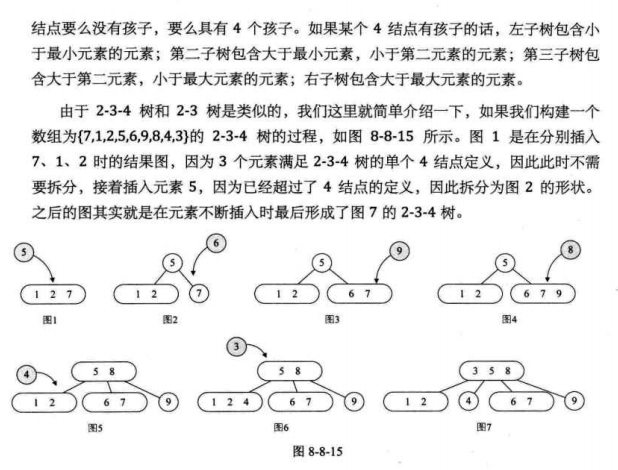 结点要么没有孩子，要么具有 4 个孩子。如果某个 4 结点有孩子的话，左子树包含小
于最小元素的元素；第二子树包含大于最小元素，小于第二元素的元素；第三子树包
含大于第二元素，小于最大元素的元素；右子树包含大于最大元素的元素。
由于 2-3-4 树和 2-3 树是类似的，我们这里就简单介绍一下，如果我们构建一个
数组为{7,1,2,5,6,9,8,4,3}的 2-3-4 树的过程，如图 8-8-15 所示。图 1 是在分别插入
7、1、2 时的结果图，因为 3 个元素满足 2-3-4 树的单个 4 结点定义，因此此时不需
要拆分，接着插入元素 5，因为已经超过了 4 结点的定义，因此拆分为图 2 的形状。
之后的图其实就是在元素不断插入时最后形成了图 7 的 2-3-4 树。
5
1 2 7
图1
6
5
1 2
7
图2
9
5
1 2
6 7
图3
8
5
1 2
6 7 9
图4
4
5 8
1 2
6 7
9
图5
3
5 8
1 2 4
6 7
9
图6
3 5 8
1 2
4
6 7
9
图7
图 8-8-15